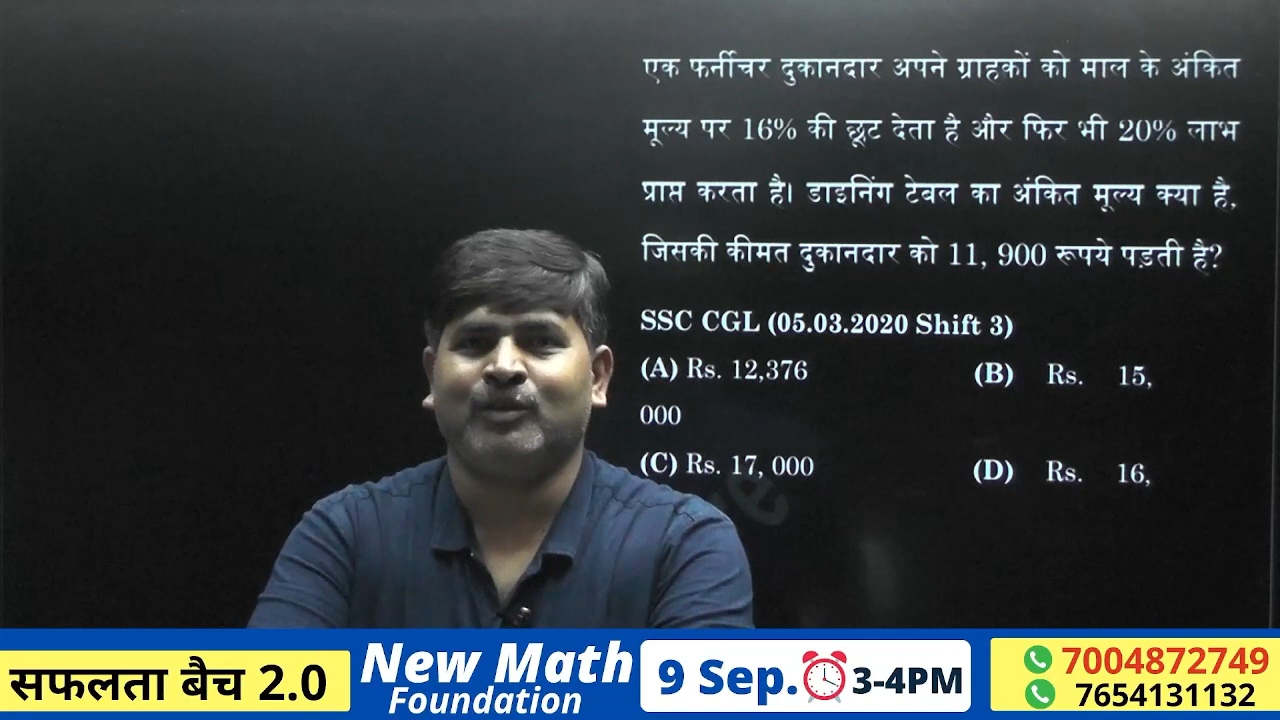 एक फर्नीचर दुकानदार अपने ग्राहकों को माल के अंकित
मूल्य पर 16% की छूट देता है और फिर भी 20% लाभ
प्राप्त करता है। डाइनिंग टेबल का अंकित मूल्य क्या है,
जिसकी कीमत दुकानदार को 11, 900 रूपये पड़ती है?
SSC CGL (05.03.2020 Shift 3)
(A) Rs. 12,376 (B) Rs. 15,
000
(C) Rs. 17, 000 (D) Rs. 16,
सफलता बैच 2.0
New Math
Foundation
9 Sep. 3-4PM
7004872749
7654131132